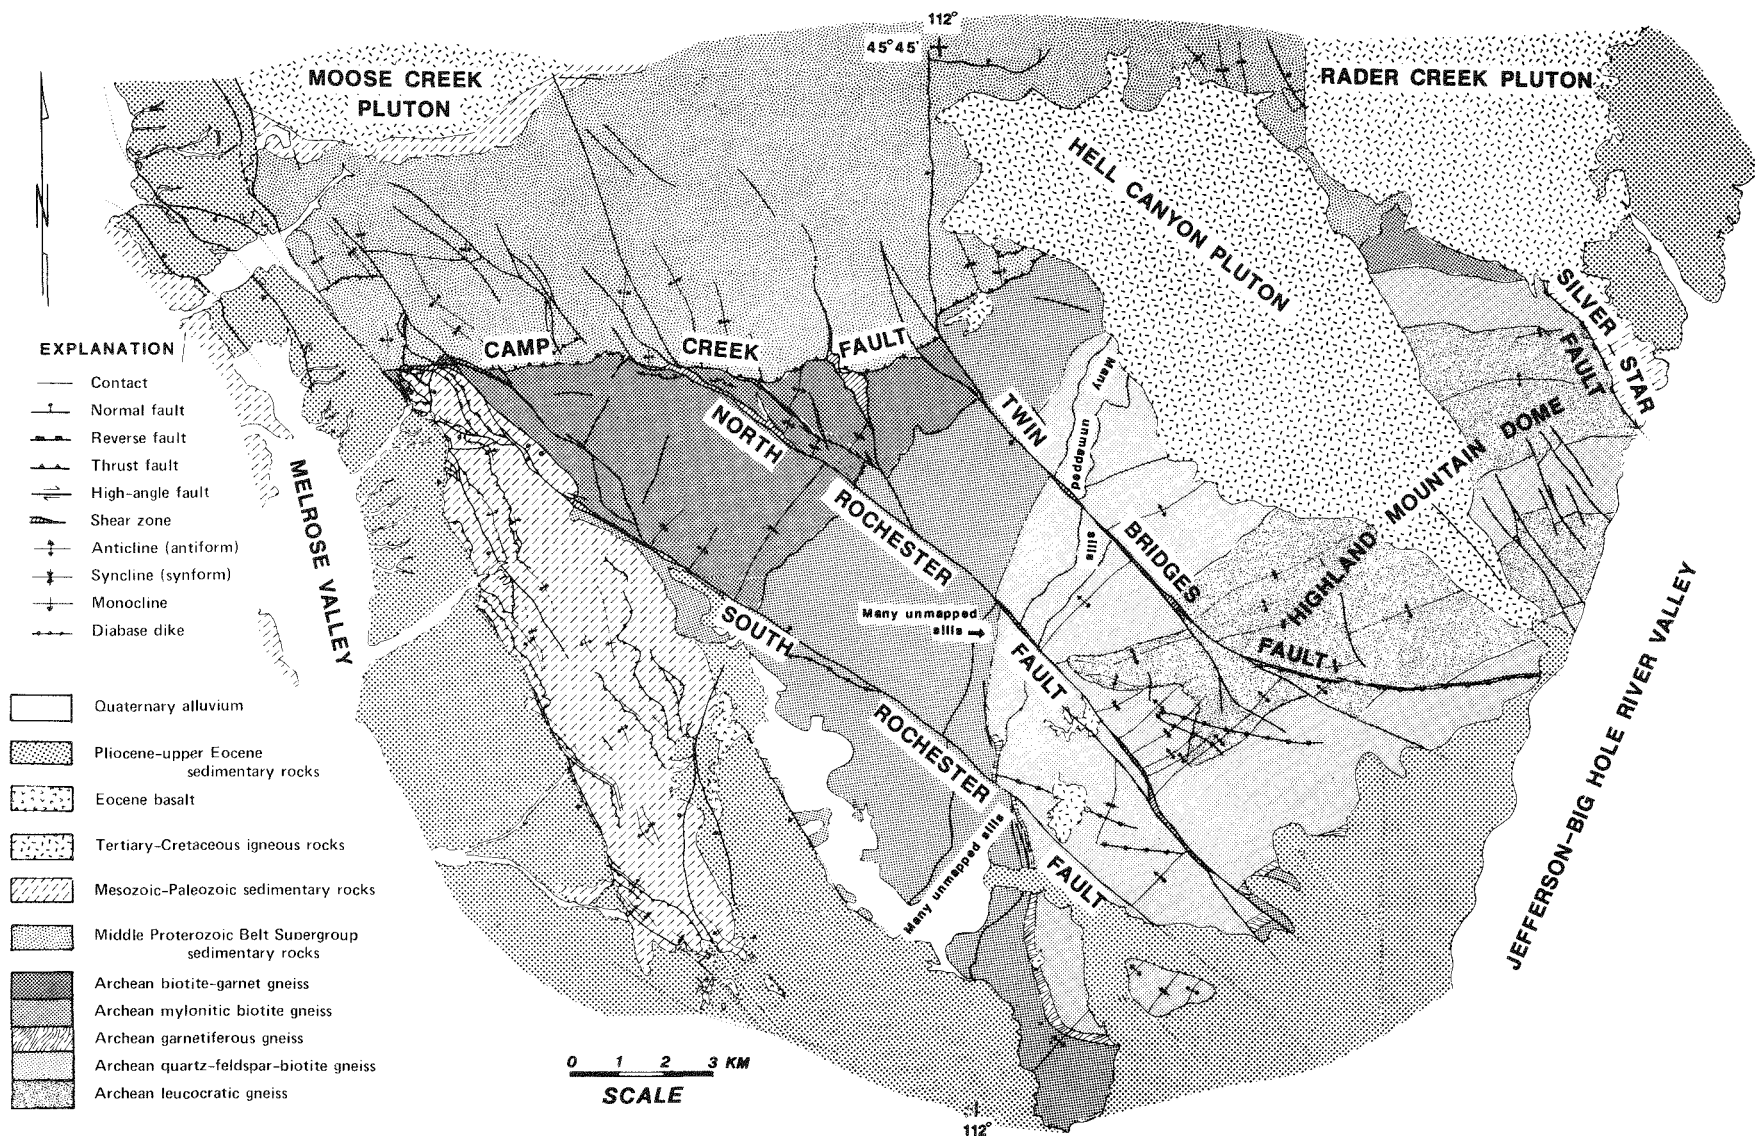 112°
45°45'
MOOSE CREEK
PLUTON
RADER CREEK PLUTON
HELL CANYON PLUTON
N
SILVER STAR
FAULT
CAMP
CREEK
FAULT
EXPLANATION
Contact
Normal fault
Reverse fault
Thrust fault
High-angle fault
Shear zone
Anticline (antiform)
Syncline (synform)
Monocline
Diabase dike
Quaternary alluvium
Pliocene-upper Eocene
sedimentary rocks
Eocene basalt
Tertiary-Cretaceous igneous rocks
Mesozoic-Paleozoic sedimentary rocks
Middle Proterozoic Belt Supergroup
sedimentary rocks
Archean biotite-garnet gneiss
Archean mylonitic biotite gneiss
Archean garnetiferous gneiss
Archean quartz-feldspar-biotite gneiss
Archean leucocratic gneiss
MELROSE VALLEY
NORTH
ROCHESTER
FAULT
TWIN
BRIDGES
FAULT
Many
unmapped
sills
HIGHLAND MOUNTAIN DOME
Many unmapped
sills
SOUTH
ROCHESTER
FAULT
Many unmapped sills
JEFFERSON-BIG HOLE RIVER VALLEY
0 1 2 3 KM
SCALE
112°